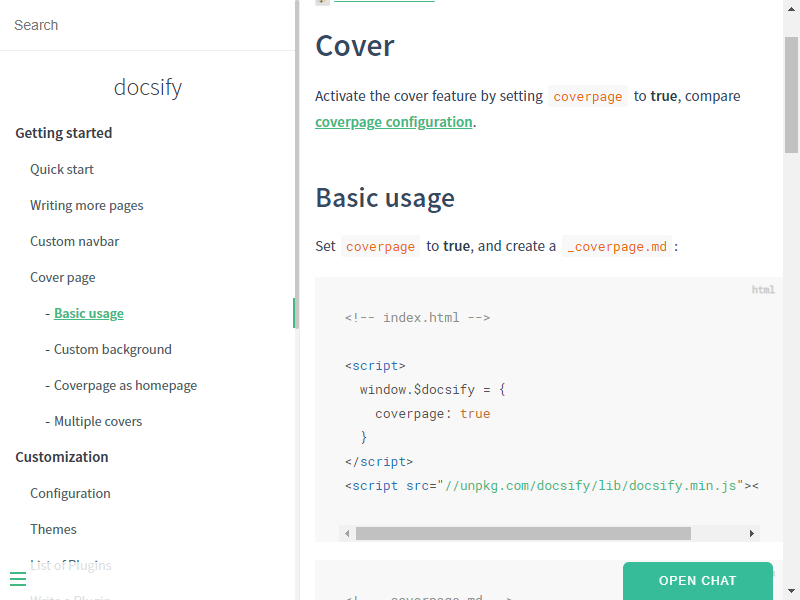 Search
docsify
Getting started
Quick start
Writing more pages
Custom navbar
Cover page
- Basic usage
- Custom background
- Coverpage as homepage
- Multiple covers
Customization
Configuration
Themes
List of Plugins
Write a Plugin
Cover
Activate the cover feature by setting coverpage to true, compare
coverpage configuration.
Basic usage
Set coverpage to true, and create a _coverpage.md :
html
<!-- index.html -->
<script>
window.$docsify = {
coverpage: true
}
</script>
<script src="//unpkg.com/docsify/lib/docsify.min.js"><
OPEN CHAT